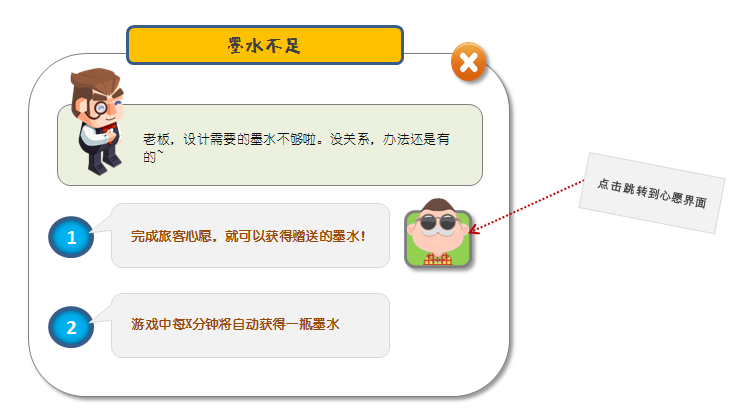 墨水不足
老板，设计需要的墨水不够啦。没关系，办法还是有
的~
点击跳转到心愿界面
1
完成旅客心愿，就可以获得赠送的墨水！
2
游戏中每X分钟将自动获得一瓶墨水